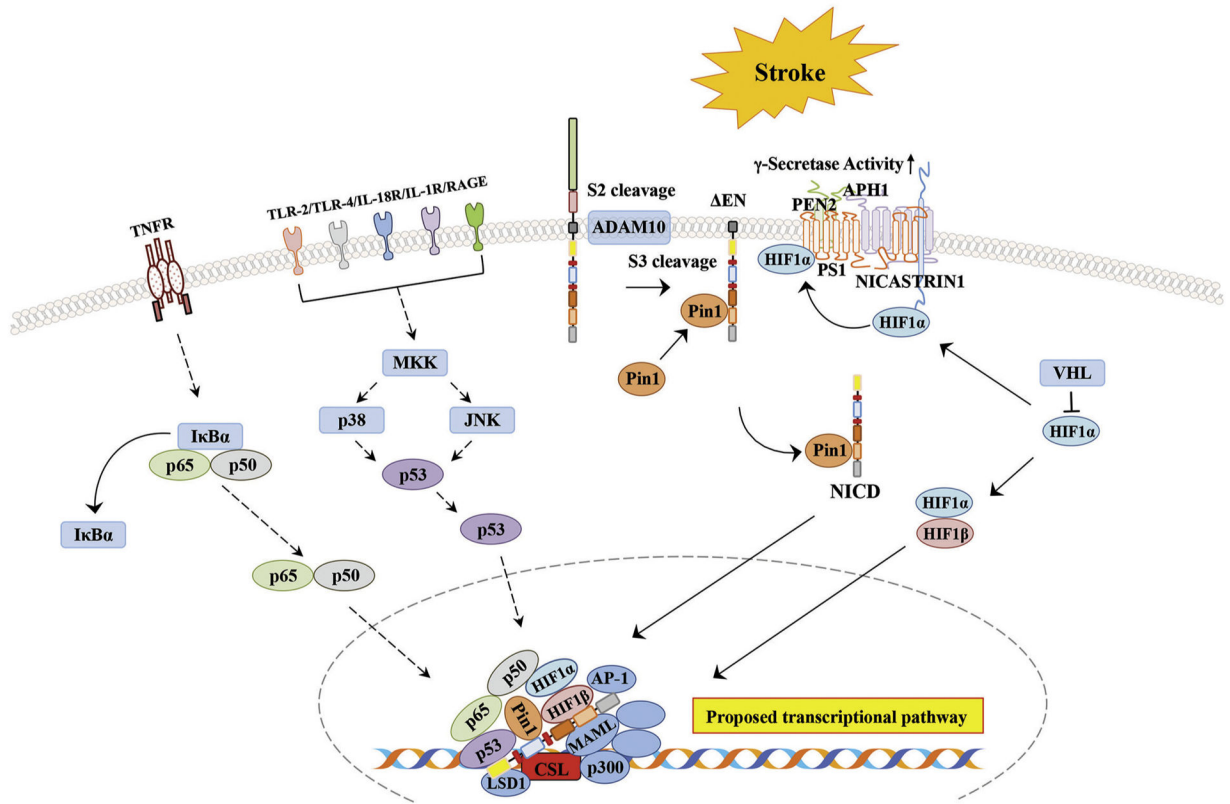 Stroke
γ-Secretase Activity
TLR-2/TLR-4/IL-18R/IL-1R/RAGE
TNFR
S2 cleavage
ADAM10
ΔEN
PEN2
APH1
HIF1α
PS1
NICASTRIN1
S3 cleavage
Pin1
HIF1α
Pin1
MKK
VHL
p38
JNK
HIF1α
IκBα
p65
p50
p53
Pin1
NICD
HIF1α
HIF1β
IκBα
p53
p65
p50
p50
HIF1α
AP-1
p65
Pin1
HIF1β
Proposed transcriptional pathway
p53
MAML
LSD1
CSL
p300